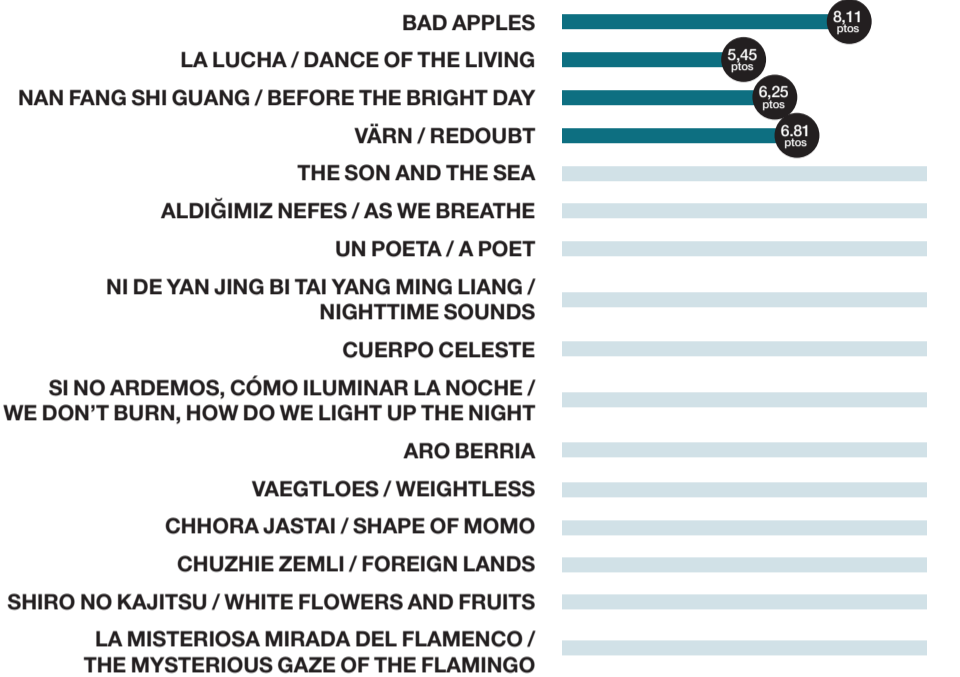 BAD APPLES
8,11
ptos
LA LUCHA / DANCE OF THE LIVING
5,45
ptos
NAN FANG SHI GUANG / BEFORE THE BRIGHT DAY
6,25
ptos
VÄRN / REDOUBT
6.81
ptos
THE SON AND THE SEA
ALDIĞIMIZ NEFES / AS WE BREATHE
UN POETA / A POET
NI DE YAN JING BI TAI YANG MING LIANG /
NIGHTTIME SOUNDS
CUERPO CELESTE
SI NO ARDEMOS, CÓMO ILUMINAR LA NOCHE /
WE DON'T BURN, HOW DO WE LIGHT UP THE NIGHT
ARO BERRIA
VAEGTLOES / WEIGHTLESS
CHHORA JASTAI / SHAPE OF MOMO
CHUZHIE ZEMLI / FOREIGN LANDS
SHIRO NO KAJITSU / WHITE FLOWERS AND FRUITS
LA MISTERIOSA MIRADA DEL FLAMENCO /
THE MYSTERIOUS GAZE OF THE FLAMINGO